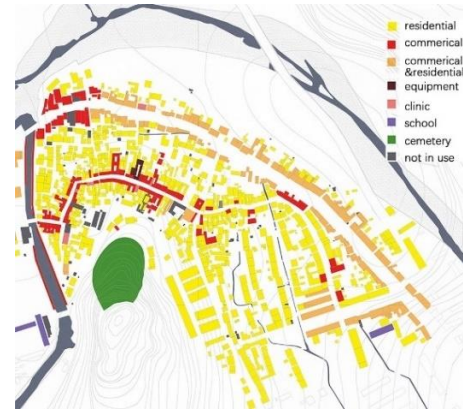 residential
commerical
commerical
&residential
equipment
clinic
school
cemetery
not in use